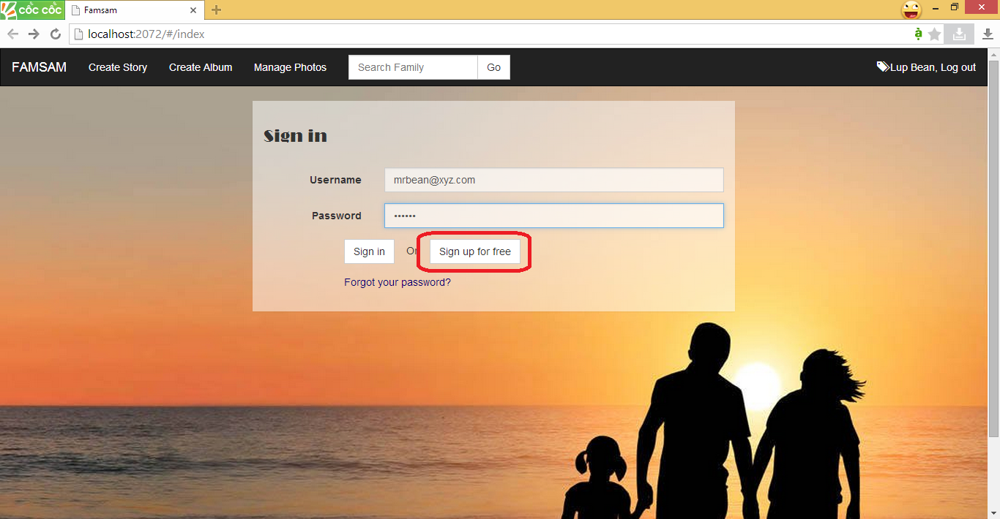 cốc cốc Famsam
localhost:2072/#/index
FAMSAM Create Story Create Album Manage Photos Search Family Go Lup Bean, Log out
Sign in
Username mrbean@xyz.com
Password ••••••
Sign in Or Sign up for free
Forgot your password?